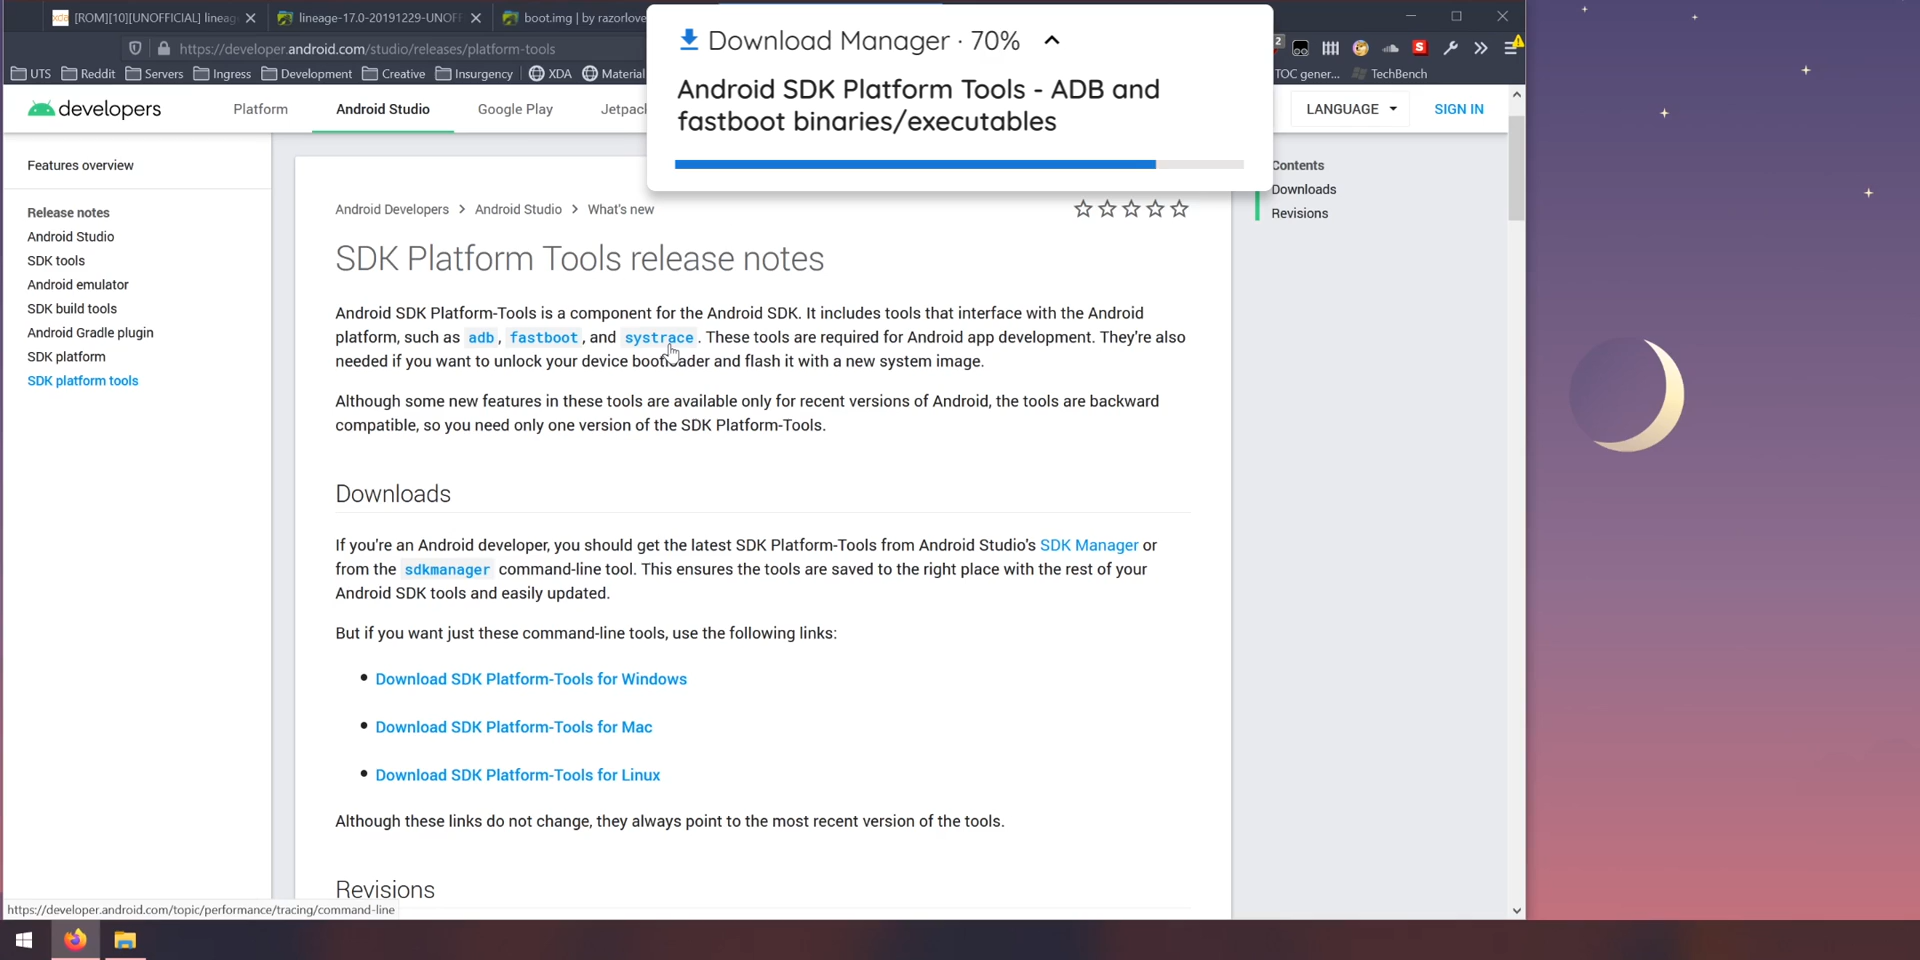 [ROM][10][UNOFFICIAL] lineag
lineage-17.0-20191229-UNOF
boot.img | by razorlove
https://developer.android.com/studio/releases/platform-tools
UTS
Reddit
Servers
Ingress
Development
Creative
Insurgency
XDA
Material
TOC gener...
TechBench
Download Manager · 70%
Android SDK Platform Tools - ADB and
fastboot binaries/executables
developers
Platform
Android Studio
Google Play
Jetpack
LANGUAGE
SIGN IN
Features overview
Release notes
Android Studio
SDK tools
Android emulator
SDK build tools
Android Gradle plugin
SDK platform
SDK platform tools
Android Developers > Android Studio > What's new
SDK Platform Tools release notes
Android SDK Platform-Tools is a component for the Android SDK. It includes tools that interface with the Android
platform, such as adb, fastboot, and systrace. These tools are required for Android app development. They're also
needed if you want to unlock your device bootloader and flash it with a new system image.
Although some new features in these tools are available only for recent versions of Android, the tools are backward
compatible, so you need only one version of the SDK Platform-Tools.
Downloads
If you're an Android developer, you should get the latest SDK Platform-Tools from Android Studio's SDK Manager or
from the sdkmanager command-line tool. This ensures the tools are saved to the right place with the rest of your
Android SDK tools and easily updated.
But if you want just these command-line tools, use the following links:
• Download SDK Platform-Tools for Windows
• Download SDK Platform-Tools for Mac
• Download SDK Platform-Tools for Linux
Although these links do not change, they always point to the most recent version of the tools.
Revisions
Contents
Downloads
Revisions
https://developer.android.com/topic/performance/tracing/command-line